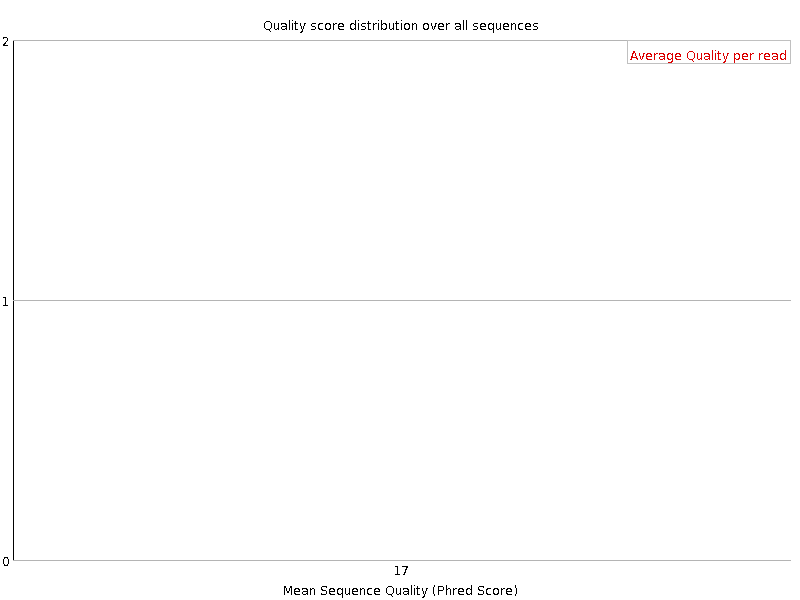 Quality score distribution over all sequences
2
Average Quality per read
1
0
17
Mean Sequence Quality (Phred Score)